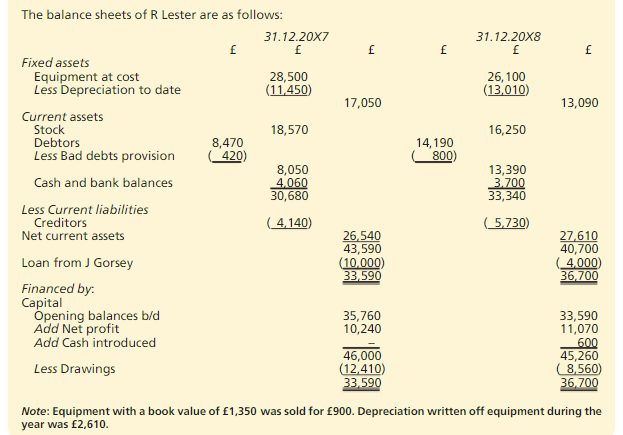 The balance sheets of R Lester are as follows:
31.12.20X7 31.12.20X8
£ £ £ £ £ £
Fixed assets
Equipment at cost 28,500 26,100
Less Depreciation to date (11,450) (13,010)
17,050 13,090
Current assets
Stock 18,570 16,250
Debtors 8,470 14,190
Less Bad debts provision ( 420) ( 800)
8,050 13,390
Cash and bank balances 4,060 3,700
30,680 33,340
Less Current liabilities
Creditors ( 4,140) ( 5,730)
Net current assets 26,540 27,610
43,590 40,700
Loan from J Gorsey (10,000) ( 4,000)
33,590 36,700
Financed by:
Capital
Opening balances b/d 35,760 33,590
Add Net profit 10,240 11,070
Add Cash introduced – 600
46,000 45,260
Less Drawings (12,410) ( 8,560)
33,590 36,700
Note: Equipment with a book value of £1,350 was sold for £900. Depreciation written off equipment during the
year was £2,610.